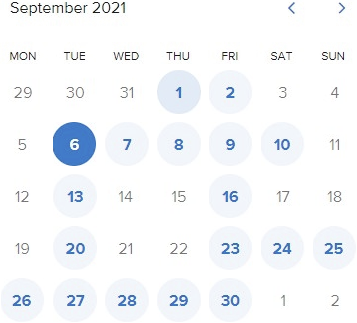 September 2021
MON TUE WED THU FRI SAT SUN
29 30 31 1 2 3 4
5 6 7 8 9 10 11
12 13 14 15 16 17 18
19 20 21 22 23 24 25
26 27 28 29 30 1 2